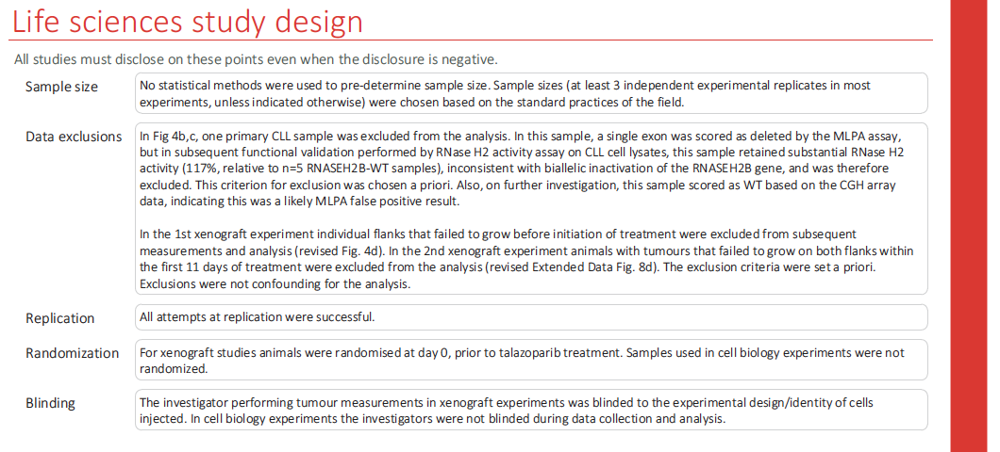 Life sciences study design
All studies must disclose on these points even when the disclosure is negative.
Sample size
No statistical methods were used to pre-determine sample size. Sample sizes (at least 3 independent experimental replicates in most
experiments, unless indicated otherwise) were chosen based on the standard practices of the field.
Data exclusions
In Fig 4b,c, one primary CLL sample was excluded from the analysis. In this sample, a single exon was scored as deleted by the MLPA assay,
but in subsequent functional validation performed by RNase H2 activity assay on CLL cell lysates, this sample retained substantial RNase H2
activity (117%, relative to n=5 RNASEH2B-WT samples), inconsistent with biallelic inactivation of the RNASEH2B gene, and was therefore
excluded. This criterion for exclusion was chosen a priori. Also, on further investigation, this sample scored as WT based on the CGH array
data, indicating this was a likely MLPA false positive result.
In the 1st xenograft experiment individual flanks that failed to grow before initiation of treatment were excluded from subsequent
measurements and analysis (revised Fig. 4d). In the 2nd xenograft experiment animals with tumours that failed to grow on both flanks within
the first 11 days of treatment were excluded from the analysis (revised Extended Data Fig. 8d). The exclusion criteria were set a priori.
Exclusions were not confounding for the analysis.
Replication
All attempts at replication were successful.
Randomization
For xenograft studies animals were randomised at day 0, prior to talazoparib treatment. Samples used in cell biology experiments were not
randomized.
Blinding
The investigator performing tumour measurements in xenograft experiments was blinded to the experimental design/identity of cells
injected. In cell biology experiments the investigators were not blinded during data collection and analysis.